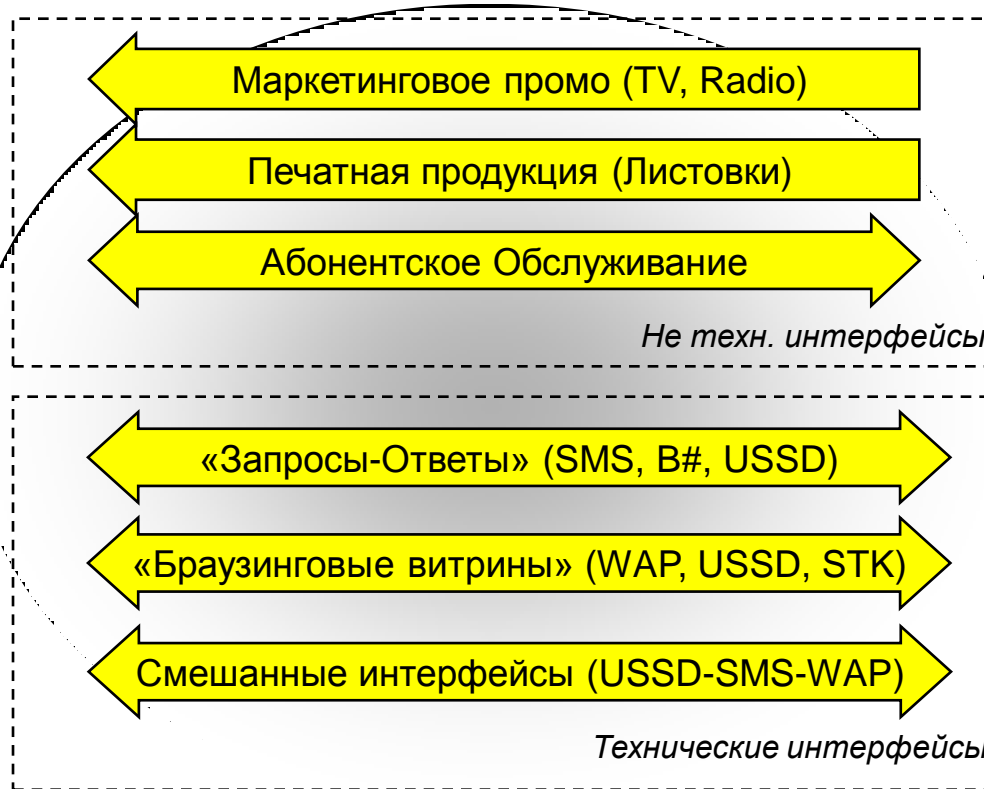 Маркетинговое промо (TV, Radio)
Печатная продукция (Листовки)
Абонентское Обслуживание
Не техн. интерфейсы
«Запросы-Ответы» (SMS, B#, USSD)
«Браузинговые витрины» (WAP, USSD, STK)
Смешанные интерфейсы (USSD-SMS-WAP)
Технические интерфейсы